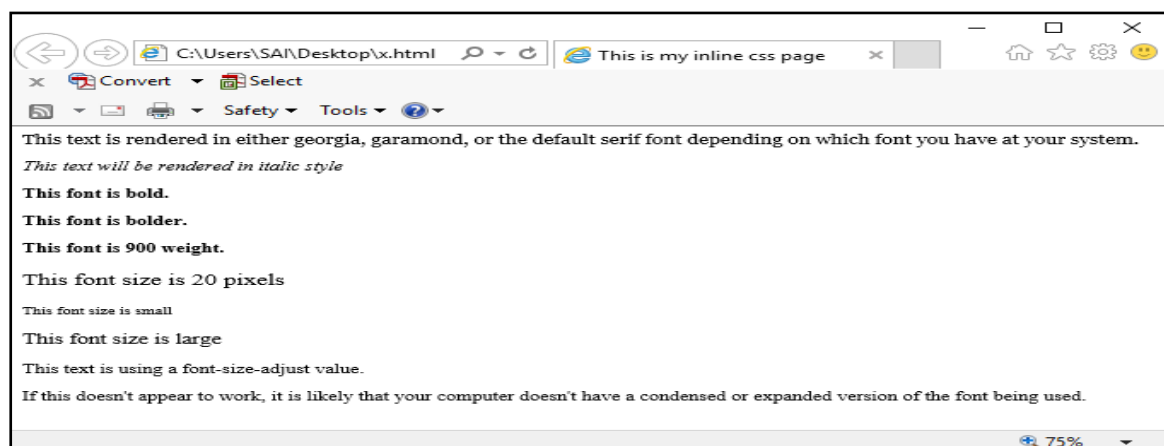 C:\Users\SAI\Desktop\x.html This is my inline css page
Convert Select
Safety Tools
This text is rendered in either georgia, garamond, or the default serif font depending on which font you have at your system.
This text will be rendered in italic style
This font is bold.
This font is bolder.
This font is 900 weight.
This font size is 20 pixels
This font size is small
This font size is large
This text is using a font-size-adjust value.
If this doesn't appear to work, it is likely that your computer doesn't have a condensed or expanded version of the font being used.
75%